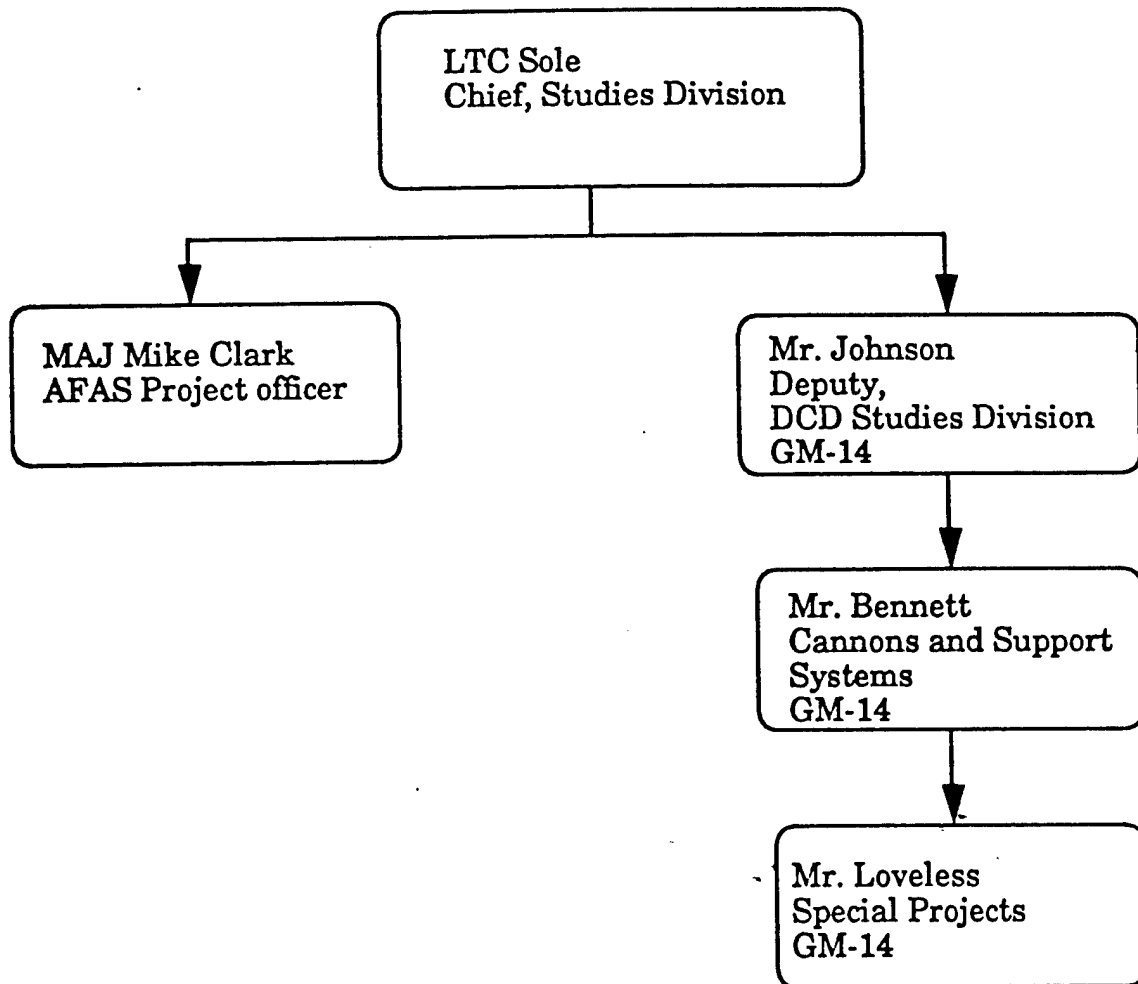 LTC Sole
Chief, Studies Division
MAJ Mike Clark
AFAS Project officer
Mr. Johnson
Deputy,
DCD Studies Division
GM-14
Mr. Bennett
Cannons and Support
Systems
GM-14
Mr. Loveless
Special Projects
GM-14